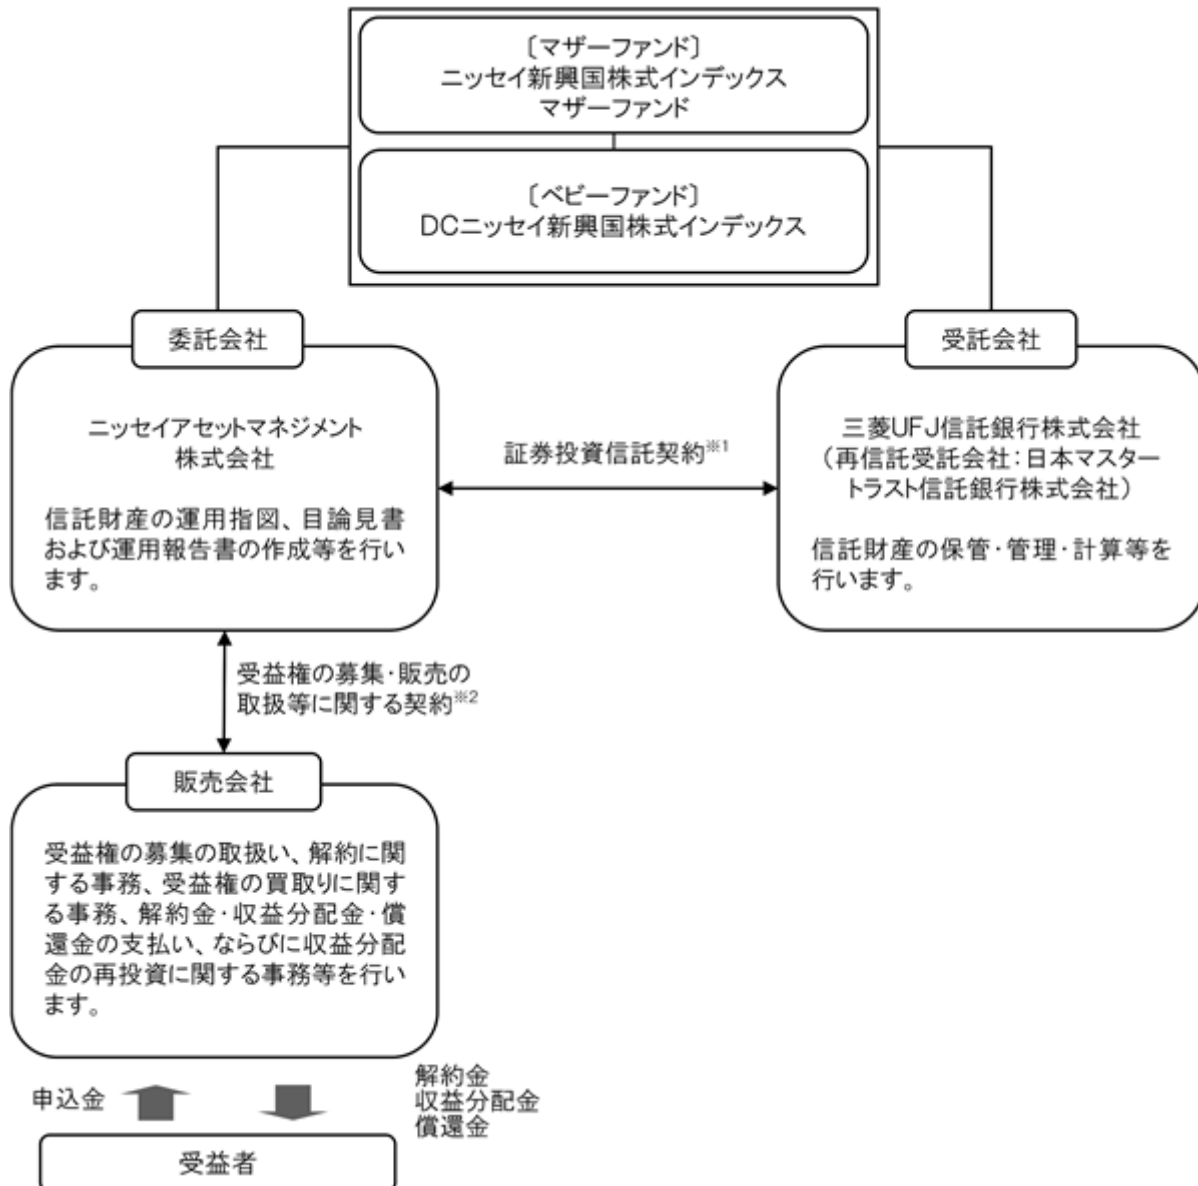 〔マザーファンド〕
ニッセイ新興国株式インデックス
マザーファンド
〔ベビーファンド〕
DCニッセイ新興国株式インデックス
委託会社
ニッセイアセットマネジメント
株式会社
信託財産の運用指図、目論見書
および運用報告書の作成等を行い
ます。
証券投資信託契約※1
受託会社
三菱UFJ信託銀行株式会社
（再信託受託会社：日本マスター
トラスト信託銀行株式会社）
信託財産の保管・管理・計算等を
行います。
受益権の募集・販売の
取扱等に関する契約※2
販売会社
受益権の募集の取扱い、解約に関
する事務、受益権の買取りに関す
る事務、解約金・収益分配金・償
還金の支払い、ならびに収益分配
金の再投資に関する事務等を行い
ます。
申込金
解約金
収益分配金
償還金
受益者